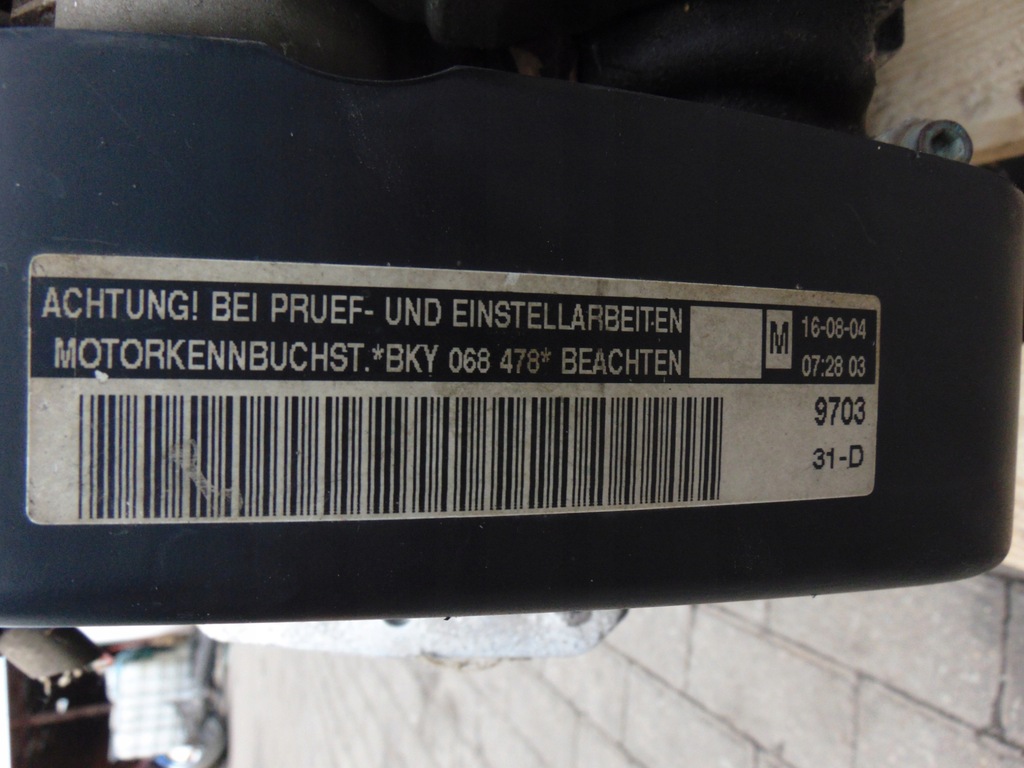 ACHTUNG! BEI PRUEF- UND EINSTELLARBEITEN
MOTORKENNBUCHST.*BKY 068 478* BEACHTEN
M
16-08-04
07:28 03
9703
31-D